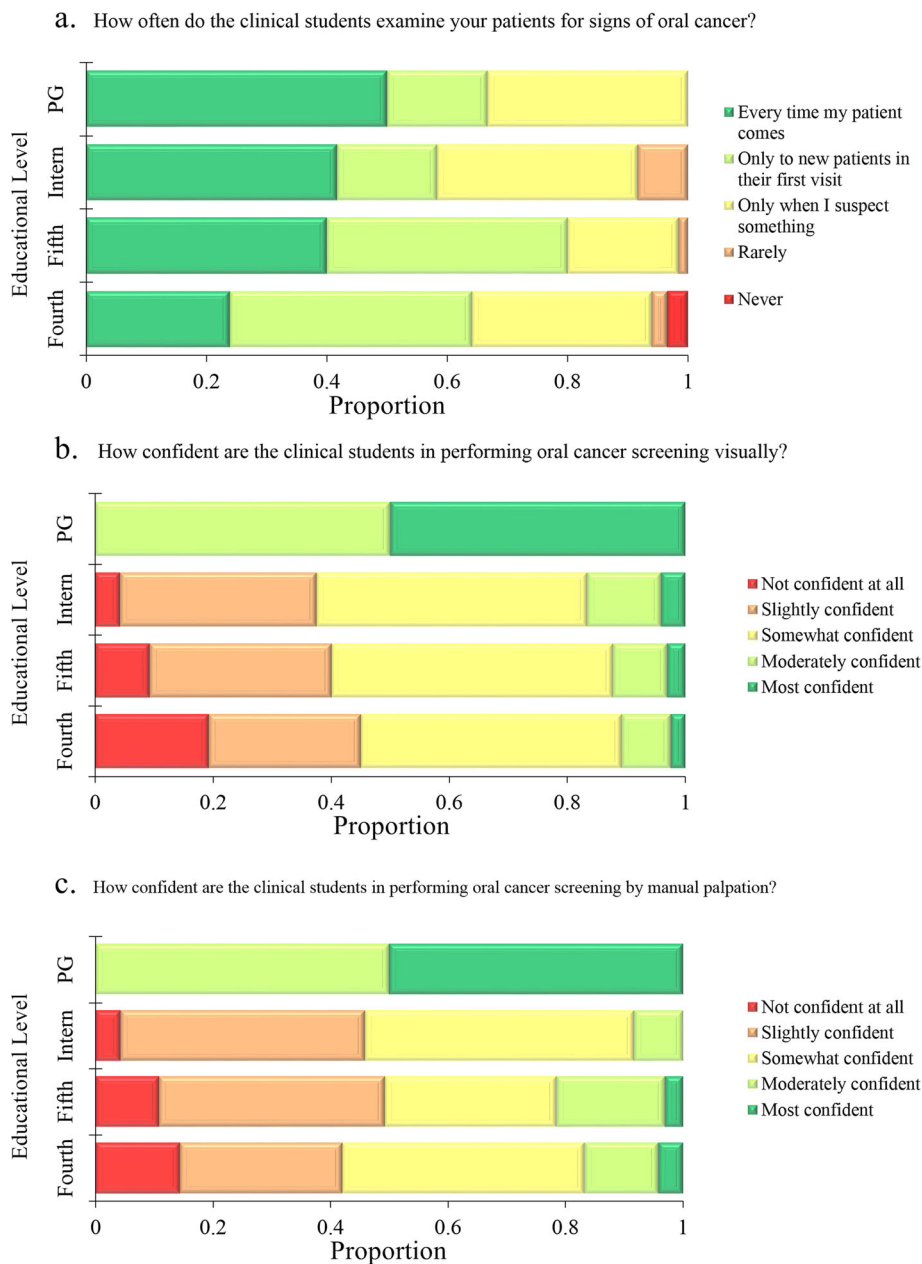 a. How often do the clinical students examine your patients for signs of oral cancer?
Educational Level
PG
Intern
Fifth
Fourth
0 0.2 0.4 0.6 0.8 1
Proportion
Every time my patient
comes
Only to new patients in
their first visit
Only when I suspect
something
Rarely
Never
b. How confident are the clinical students in performing oral cancer screening visually?
Educational Level
PG
Intern
Fifth
Fourth
0 0.2 0.4 0.6 0.8 1
Proportion
Not confident at all
Slightly confident
Somewhat confident
Moderately confident
Most confident
c. How confident are the clinical students in performing oral cancer screening by manual palpation?
Educational Level
PG
Intern
Fifth
Fourth
0 0.2 0.4 0.6 0.8 1
Proportion
Not confident at all
Slightly confident
Somewhat confident
Moderately confident
Most confident